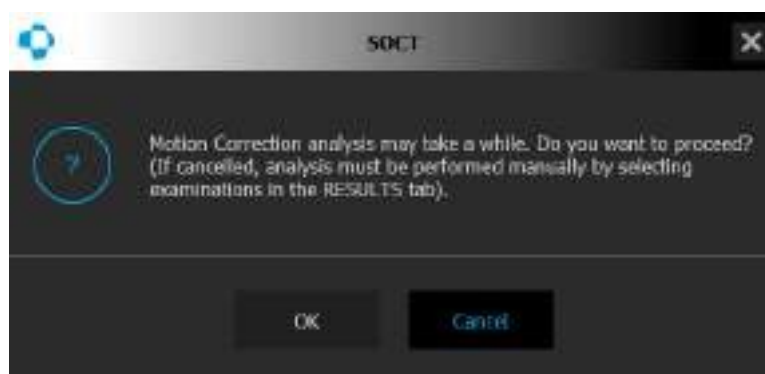 SOCT
?
Motion Correction analysis may take a while. Do you want to proceed?
(If cancelled, analysis must be performed manually by selecting
examinations in the RESULTS tab).
OK
Cancel